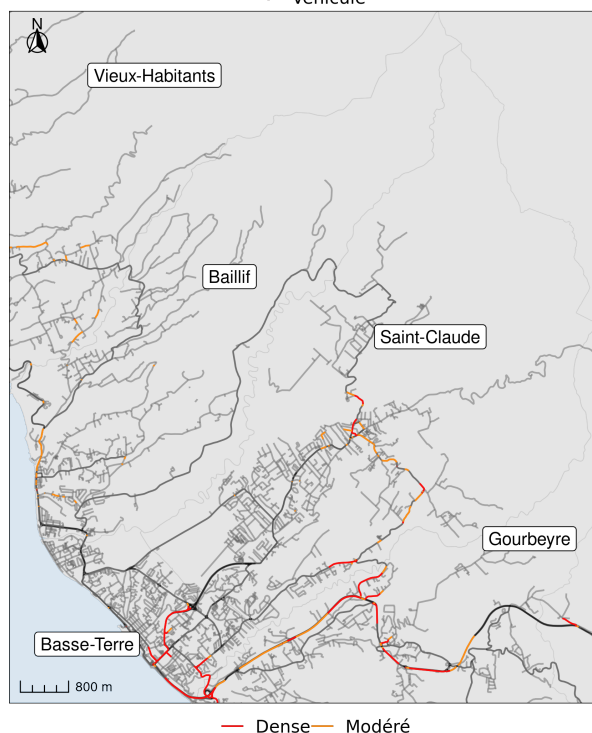 Véhicule
N
Vieux-Habitants
Baillif
Saint-Claude
Gourbeyre
Basse-Terre
800 m
Dense Modéré